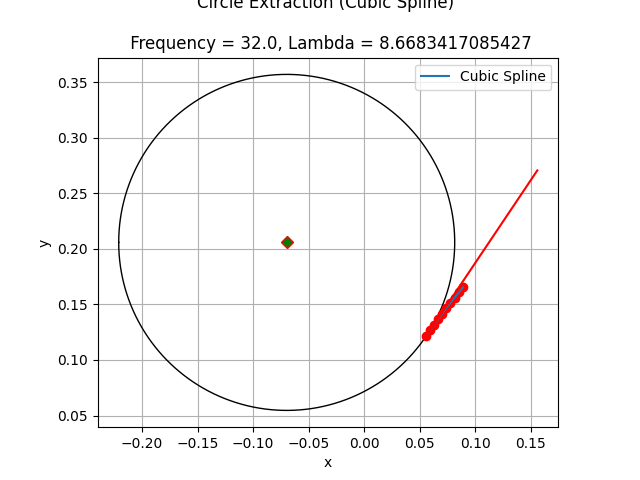 Circle Extraction (Cubic Spline)
Frequency = 32.0, Lambda = 8.6683417085427
Cubic Spline
0.35
0.30
0.25
0.20
0.15
0.10
0.05
y
−0.20 −0.15 −0.10 −0.05 0.00 0.05 0.10 0.15
x